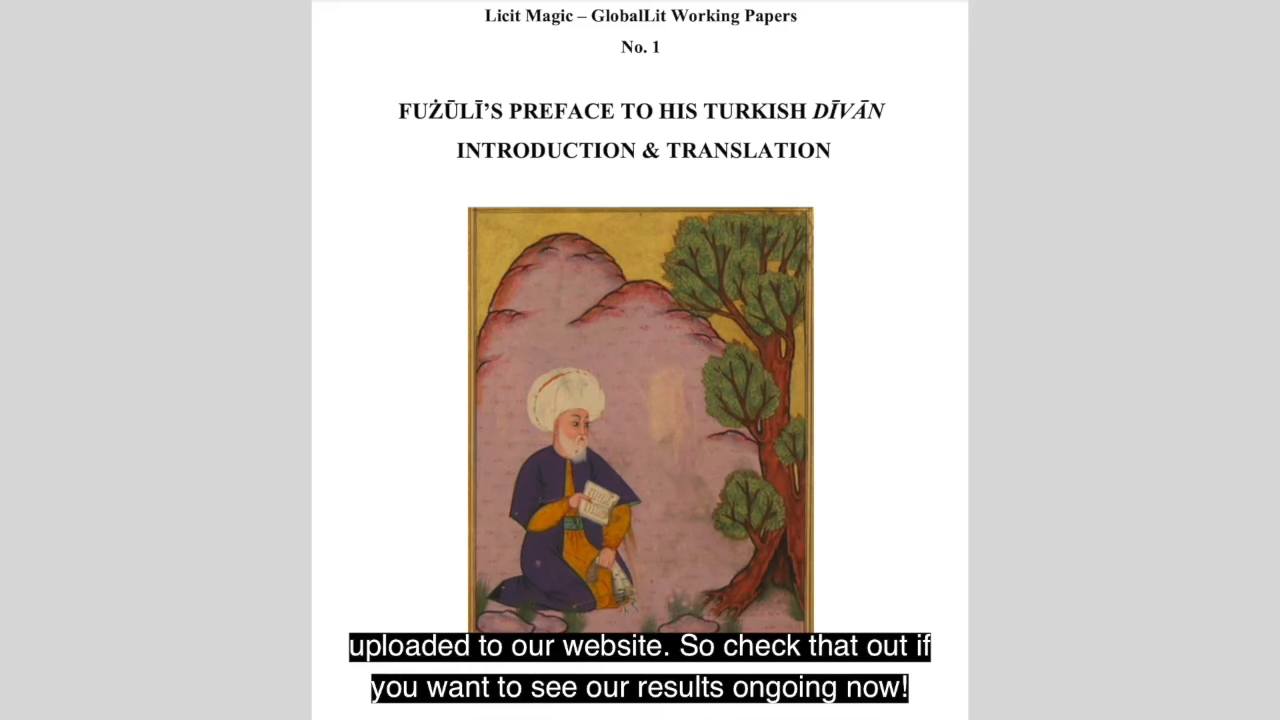 Licit Magic – GlobalLit Working Papers
No. 1
FUŻŪLĪ’S PREFACE TO HIS TURKISH DĪVĀN
INTRODUCTION & TRANSLATION
uploaded to our website. So check that out if
you want to see our results ongoing now!